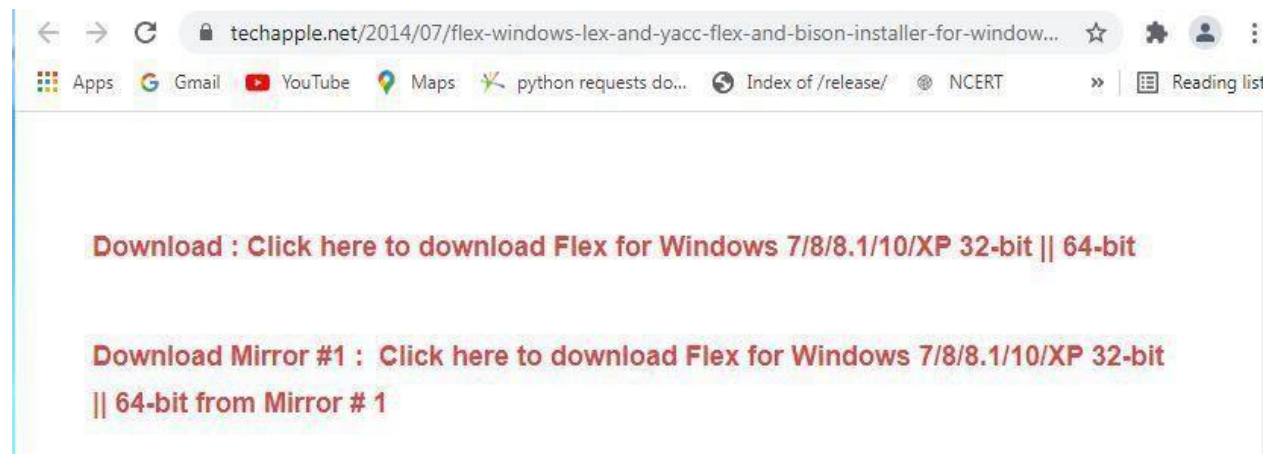 techapple.net/2014/07/flex-windows-lex-and-yacc-flex-and-bison-installer-for-window...
Apps Gmail YouTube Maps python requests do... Index of /release/ NCERT » Reading list
Download : Click here to download Flex for Windows 7/8/8.1/10/XP 32-bit || 64-bit
Download Mirror #1 : Click here to download Flex for Windows 7/8/8.1/10/XP 32-bit
|| 64-bit from Mirror # 1